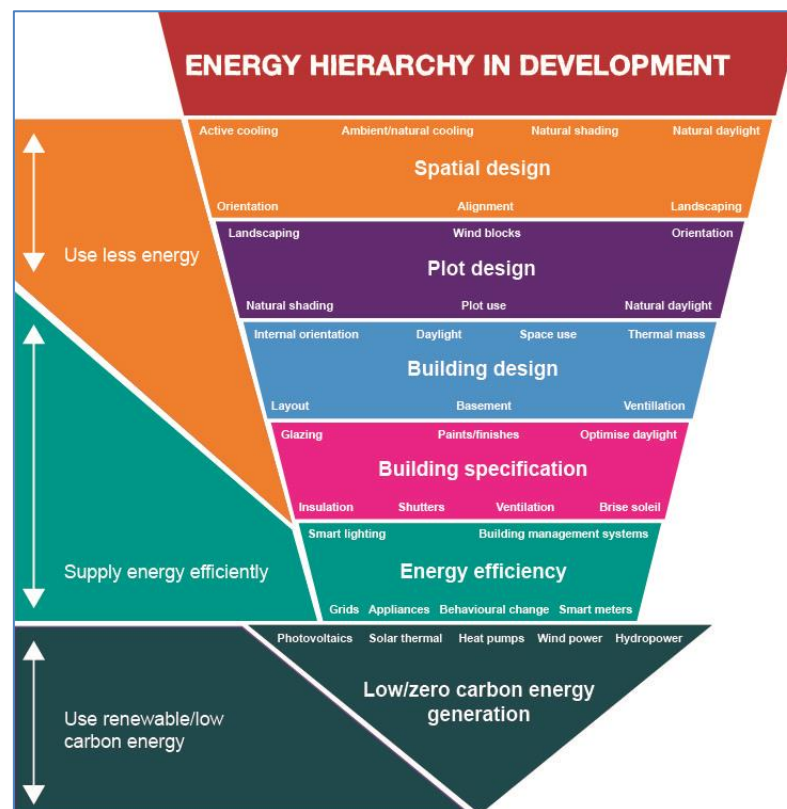 ENERGY HIERARCHY IN DEVELOPMENT
Active cooling Ambient/natural cooling Natural shading Natural daylight
Spatial design
Orientation Alignment Landscaping
Landscaping Wind blocks Orientation
Use less energy
Plot design
Natural shading Plot use Natural daylight
Internal orientation Daylight Space use Thermal mass
Building design
Layout Basement Ventillation
Glazing Paints/finishes Optimise daylight
Building specification
Insulation Shutters Ventilation Brise soleil
Smart lighting Building management systems
Supply energy efficiently
Energy efficiency
Grids Appliances Behavioural change Smart meters
Photovoltaics Solar thermal Heat pumps Wind power Hydropower
Low/zero carbon energy
generation
Use renewable/low
carbon energy